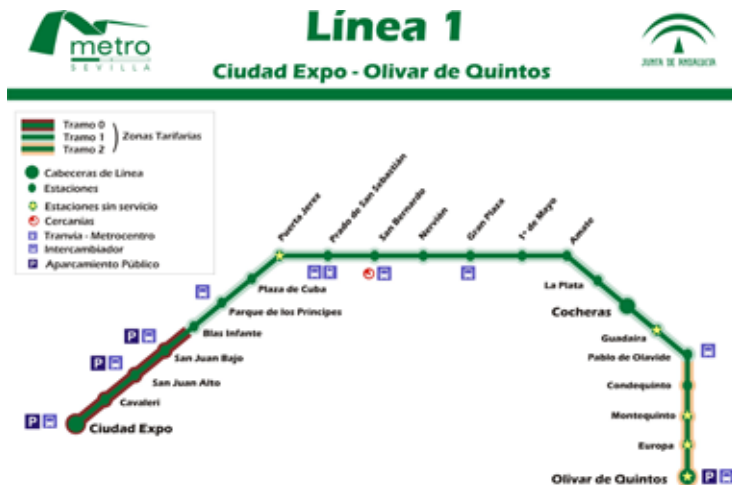 metro
SEVILLA
Línea 1
Ciudad Expo - Olivar de Quintos
JUNTA DE ANDALUCIA
Tramo 0
Tramo 1
Tramo 2
Zonas Tarifarias
Cabeceras de Línea
Estaciones
Estaciones sin servicio
Cercanías
Tranvia - Metrocentro
Intercambiador
P Aparcamiento Público
Puerta Jerez
Prado de San Sebastián
San Bernardo
Nervión
Gran Plaza
1º de Mayo
Amate
Plaza de Cuba
La Plata
Parque de los Principes
Cocheras
Blas Infante
Guadaira
P
San Juan Bajo
Pablo de Olavide
P
San Juan Alto
Condequinto
Cavaleri
Montequinto
P
Ciudad Expo
Europa
Olivar de Quintos
P